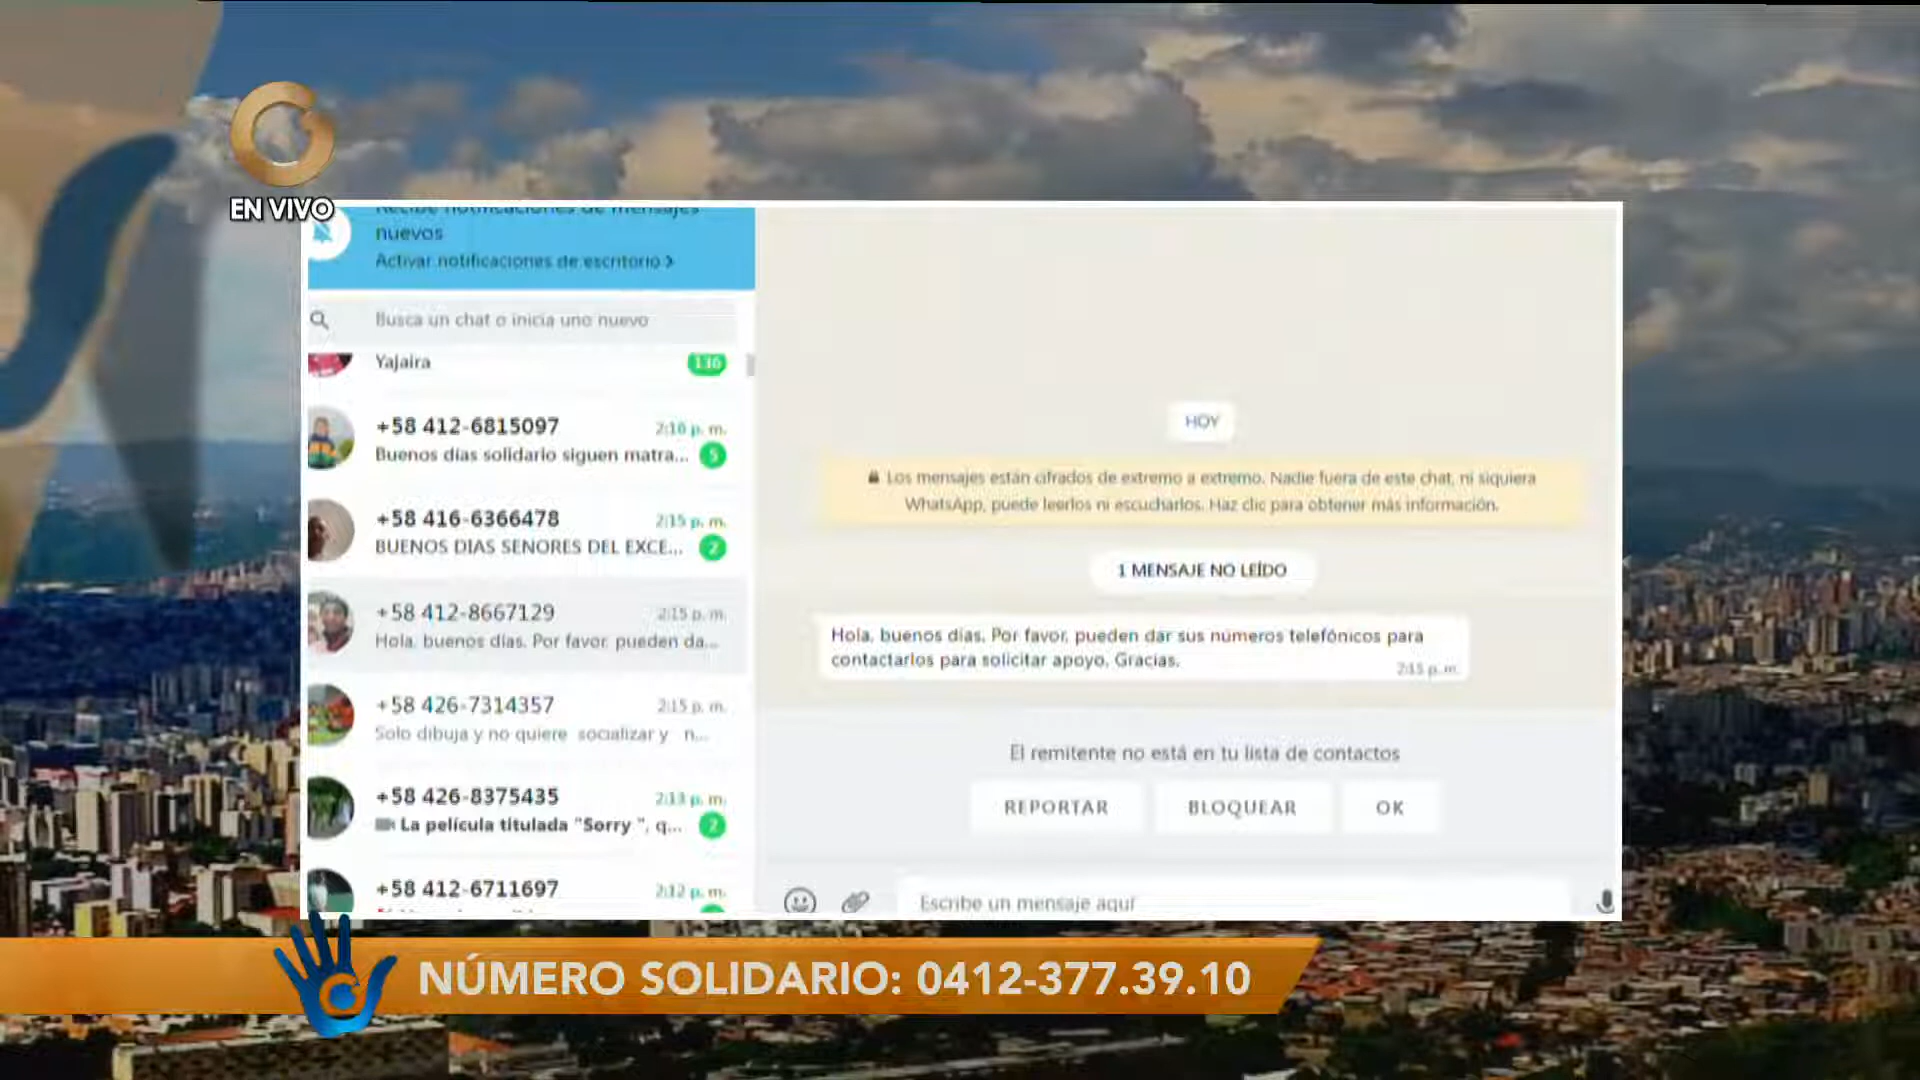 EN VIVO
Recibe notificaciones de mensajes
nuevos
Activar notificaciones de escritorio >
Busca un chat o inicia uno nuevo
Yajaira
136
+58 412-6815097
2:16 p. m.
Buenos días solidario siguen matra...
5
+58 416-6366478
2:15 p. m.
BUENOS DIAS SENORES DEL EXCE...
2
+58 412-8667129
2:15 p. m.
Hola, buenos días. Por favor, pueden da...
+58 426-7314357
2:15 p. m.
Solo dibuja y no quiere socializar y n...
+58 426-8375435
2:13 p. m.
La película titulada "Sorry ", q...
2
+58 412-6711697
2:12 p. m.
HOY
Los mensajes están cifrados de extremo a extremo. Nadie fuera de este chat, ni siquiera
WhatsApp, puede leerlos ni escucharlos. Haz clic para obtener más información.
1 MENSAJE NO LEÍDO
Hola, buenos días. Por favor, pueden dar sus números telefónicos para
contactarlos para solicitar apoyo. Gracias.
2:15 p. m.
El remitente no está en tu lista de contactos
REPORTAR
BLOQUEAR
OK
Escribe un mensaje aquí
NÚMERO SOLIDARIO: 0412-377.39.10